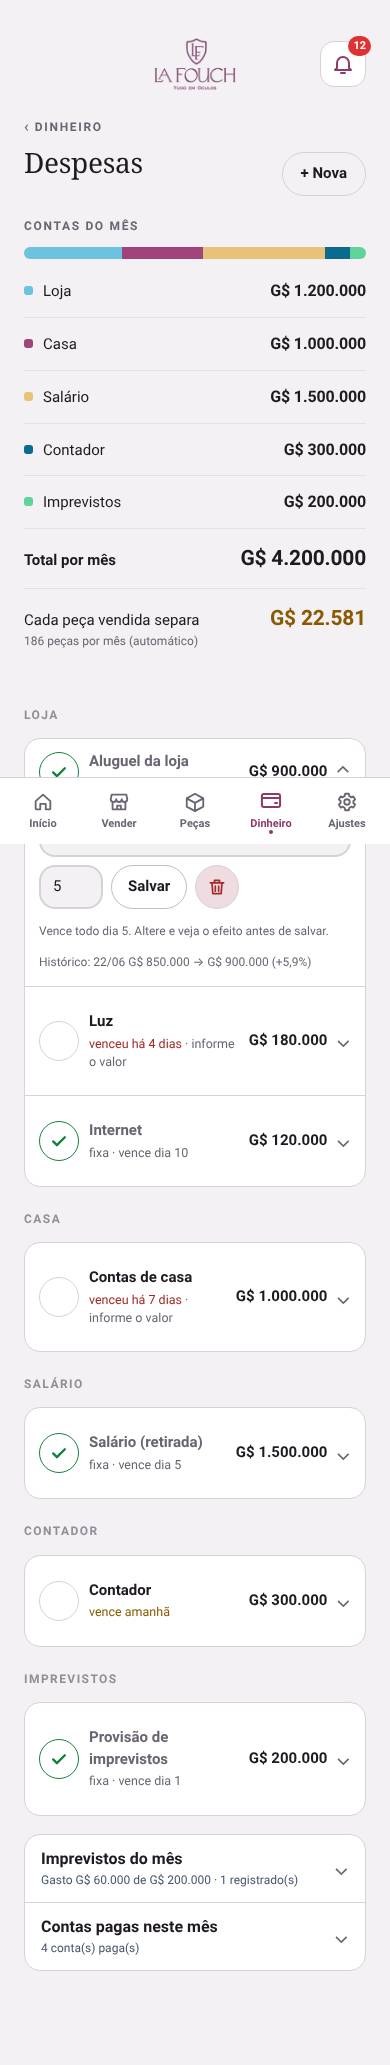 12
LF
LA FOUCH
TUDO EM ÓCULOS
‹ DINHEIRO
Despesas
+ Nova
CONTAS DO MÊS
Loja G$ 1.200.000
Casa G$ 1.000.000
Salário G$ 1.500.000
Contador G$ 300.000
Imprevistos G$ 200.000
Total por mês G$ 4.200.000
Cada peça vendida separa G$ 22.581
186 peças por mês (automático)
LOJA
Aluguel da loja
G$ 900.000
Início Vender Peças Dinheiro Ajustes
5 Salvar
Vence todo dia 5. Altere e veja o efeito antes de salvar.
Histórico: 22/06 G$ 850.000 → G$ 900.000 (+5,9%)
Luz
G$ 180.000
venceu há 4 dias · informe
o valor
Internet
G$ 120.000
fixa · vence dia 10
CASA
Contas de casa
G$ 1.000.000
venceu há 7 dias ·
informe o valor
SALÁRIO
Salário (retirada)
G$ 1.500.000
fixa · vence dia 5
CONTADOR
Contador
G$ 300.000
vence amanhã
IMPREVISTOS
Provisão de
imprevistos
G$ 200.000
fixa · vence dia 1
Imprevistos do mês
Gasto G$ 60.000 de G$ 200.000 · 1 registrado(s)
Contas pagas neste mês
4 conta(s) paga(s)